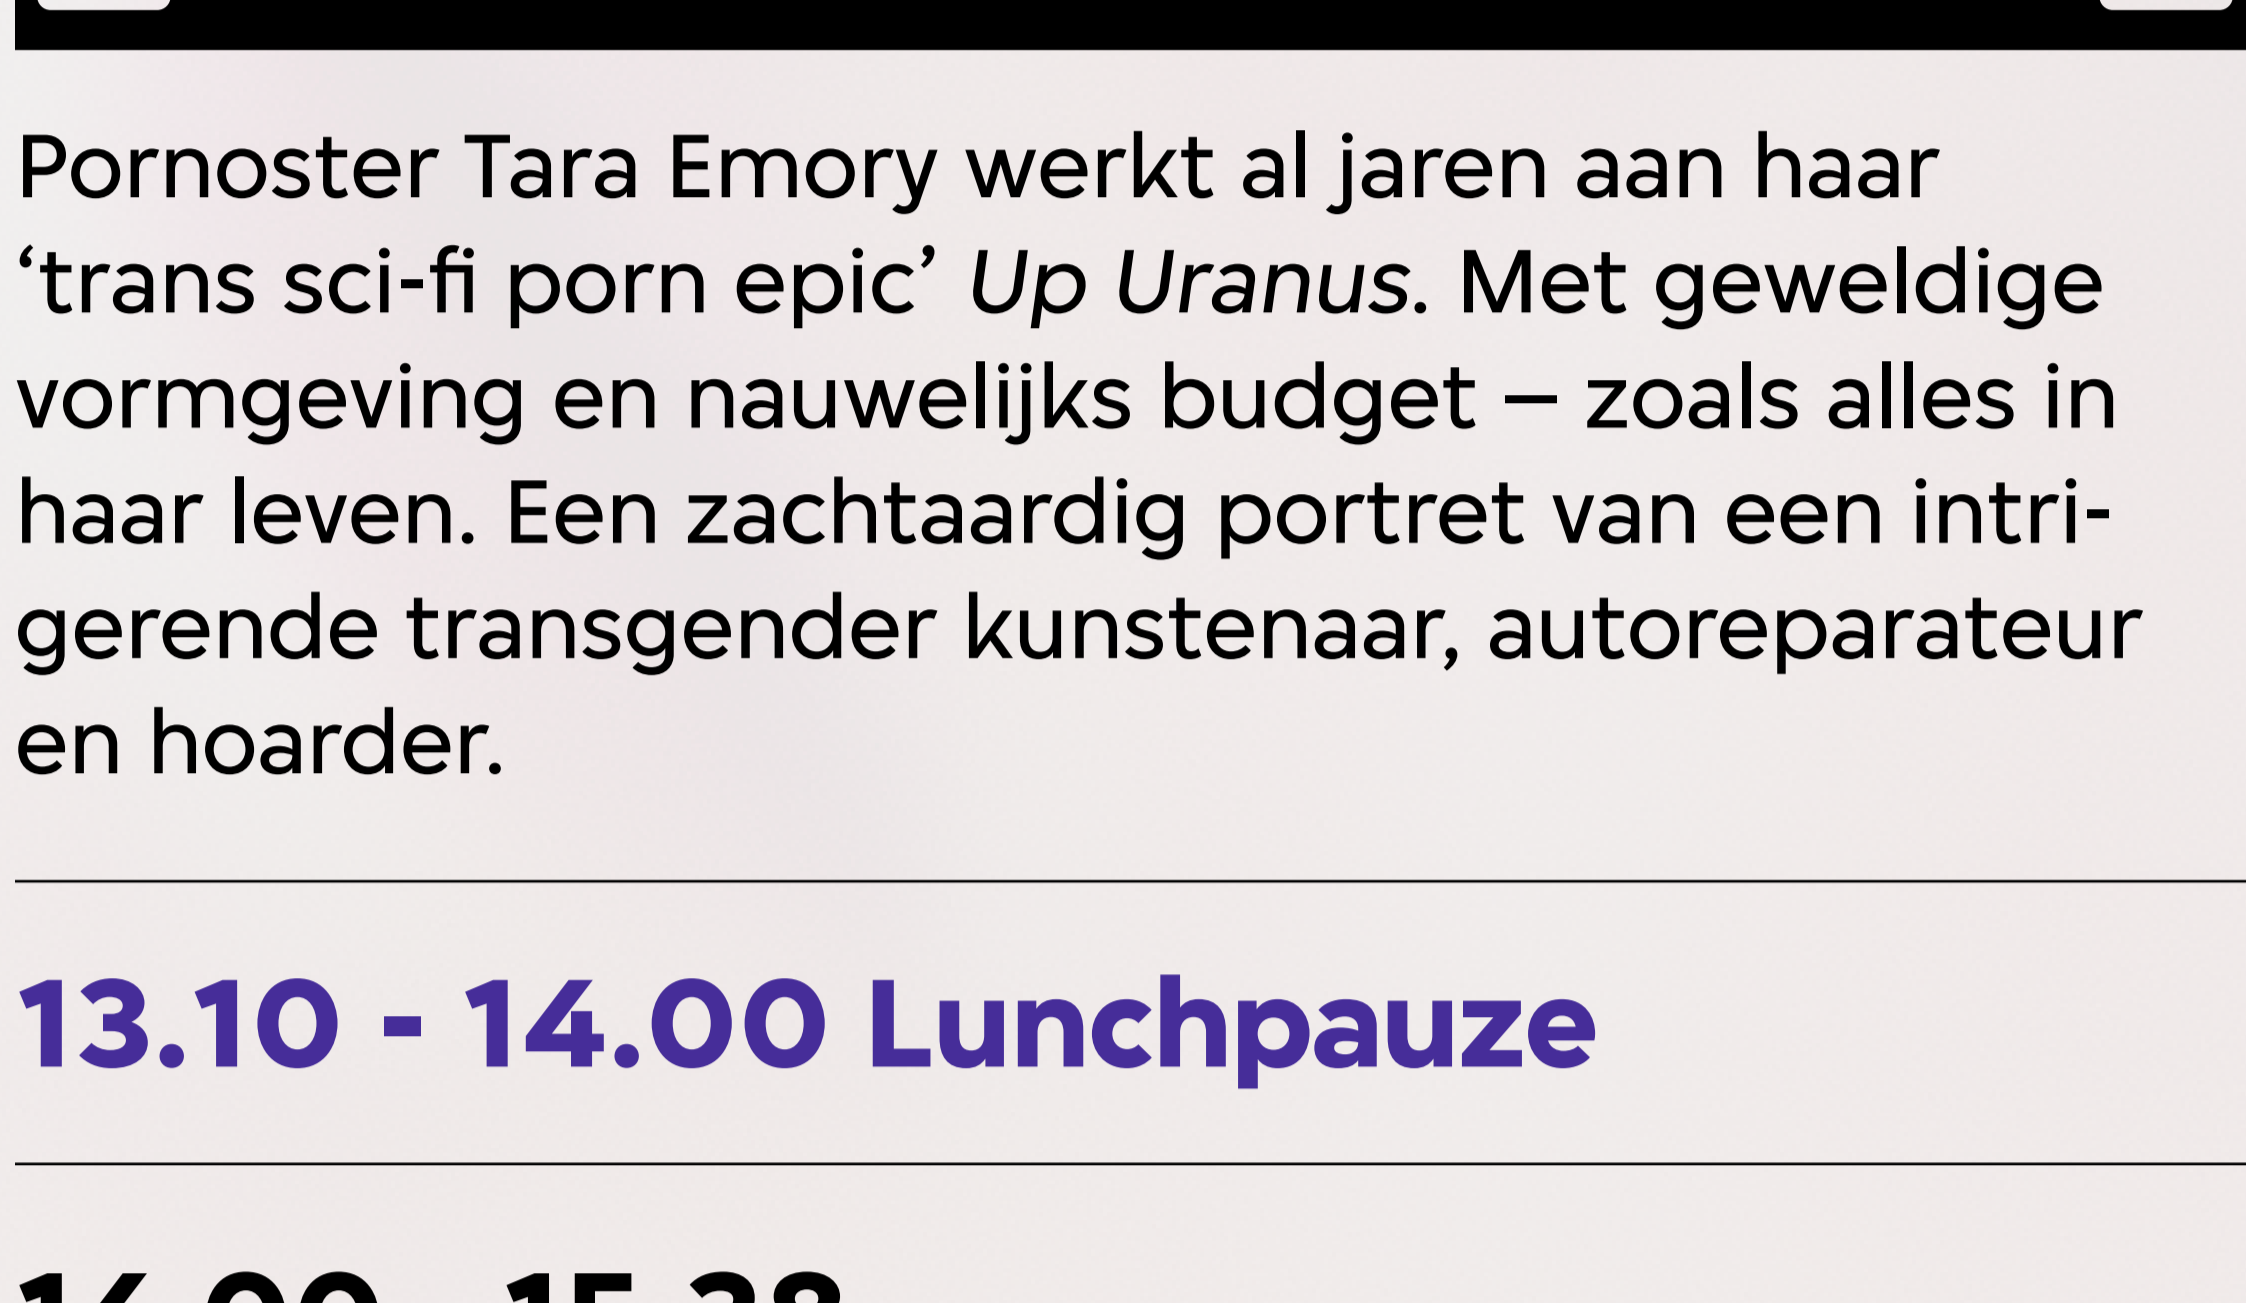 Pornoster Tara Emory werkt al jaren aan haar
‘trans sci-fi porn epic’ Up Uranus. Met geweldige
vormgeving en nauwelijks budget – zoals alles in
haar leven. Een zachtaardig portret van een intri-
gerende transgender kunstenaar, autoreparateur
en hoarder.
13.10 - 14.00 Lunchpauze